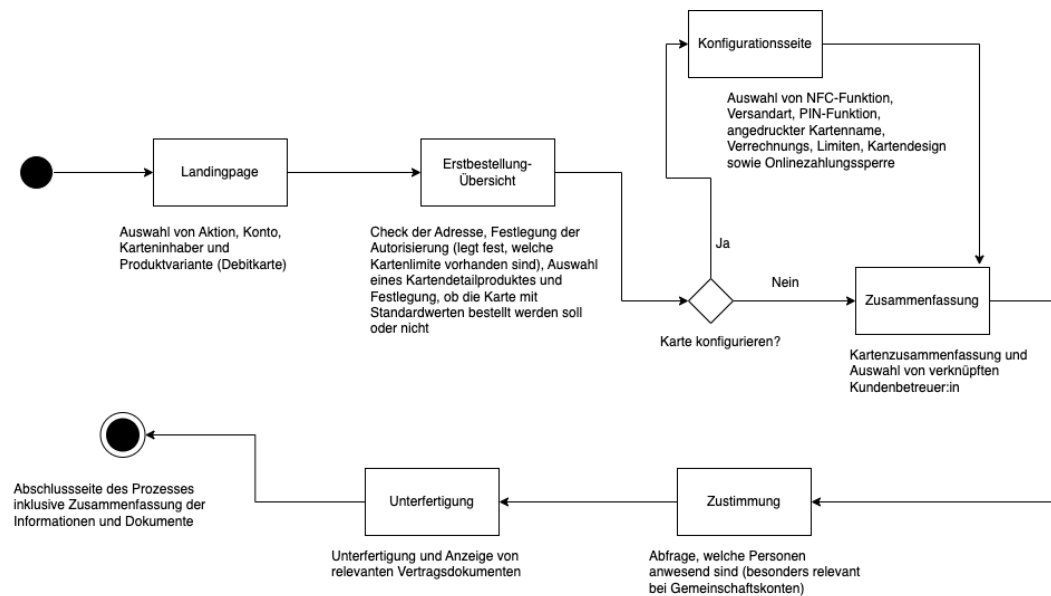 Konfigurationsseite
Auswahl von NFC-Funktion,
Versandart, PIN-Funktion,
angedruckter Kartenname,
Verrechnungs, Limiten, Kartendesign
sowie Onlinezahlungssperre
Landingpage
Auswahl von Aktion, Konto,
Karteninhaber und
Produktvariante (Debitkarte)
Erstbestellung-
Übersicht
Check der Adresse, Festlegung der
Autorisierung (legt fest, welche
Kartenlimite vorhanden sind), Auswahl
eines Kartendetailproduktes und
Festlegung, ob die Karte mit
Standardwerten bestellt werden soll
oder nicht
Ja
Nein
Karte konfigurieren?
Zusammenfassung
Kartenzusammenfassung und
Auswahl von verknüpften
Kundenbetreuer:in
Abschlussseite des Prozesses
inklusive Zusammenfassung der
Informationen und Dokumente
Unterfertigung
Unterfertigung und Anzeige von
relevanten Vertragsdokumenten
Zustimmung
Abfrage, welche Personen
anwesend sind (besonders relevant
bei Gemeinschaftskonten)